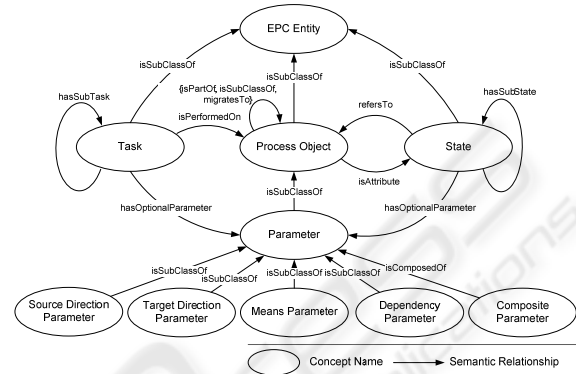 EPC Entity
isSubClassOf
isSubClassOf
isSubClassOf
hasSubTask
{isPartOf, isSubClassOf,
migratesTo}
hasSubState
isPerformedOn
refersTo
Task
Process Object
State
isAttribute
isSubClassOf
hasOptionalParameter
hasOptionalParameter
Parameter
isSubClassOf
isSubClassOf
isSubClassOf
isSubClassOf
isComposedOf
Source Direction
Parameter
Target Direction
Parameter
Means Parameter
Dependency
Parameter
Composite
Parameter
Concept Name
Semantic Relationship